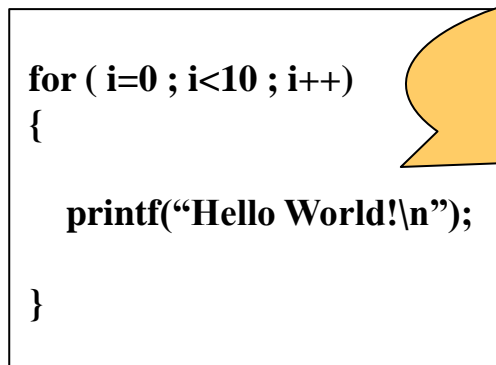 for ( i=0 ; i<10 ; i++)
{
printf(“Hello World!\n”);
}